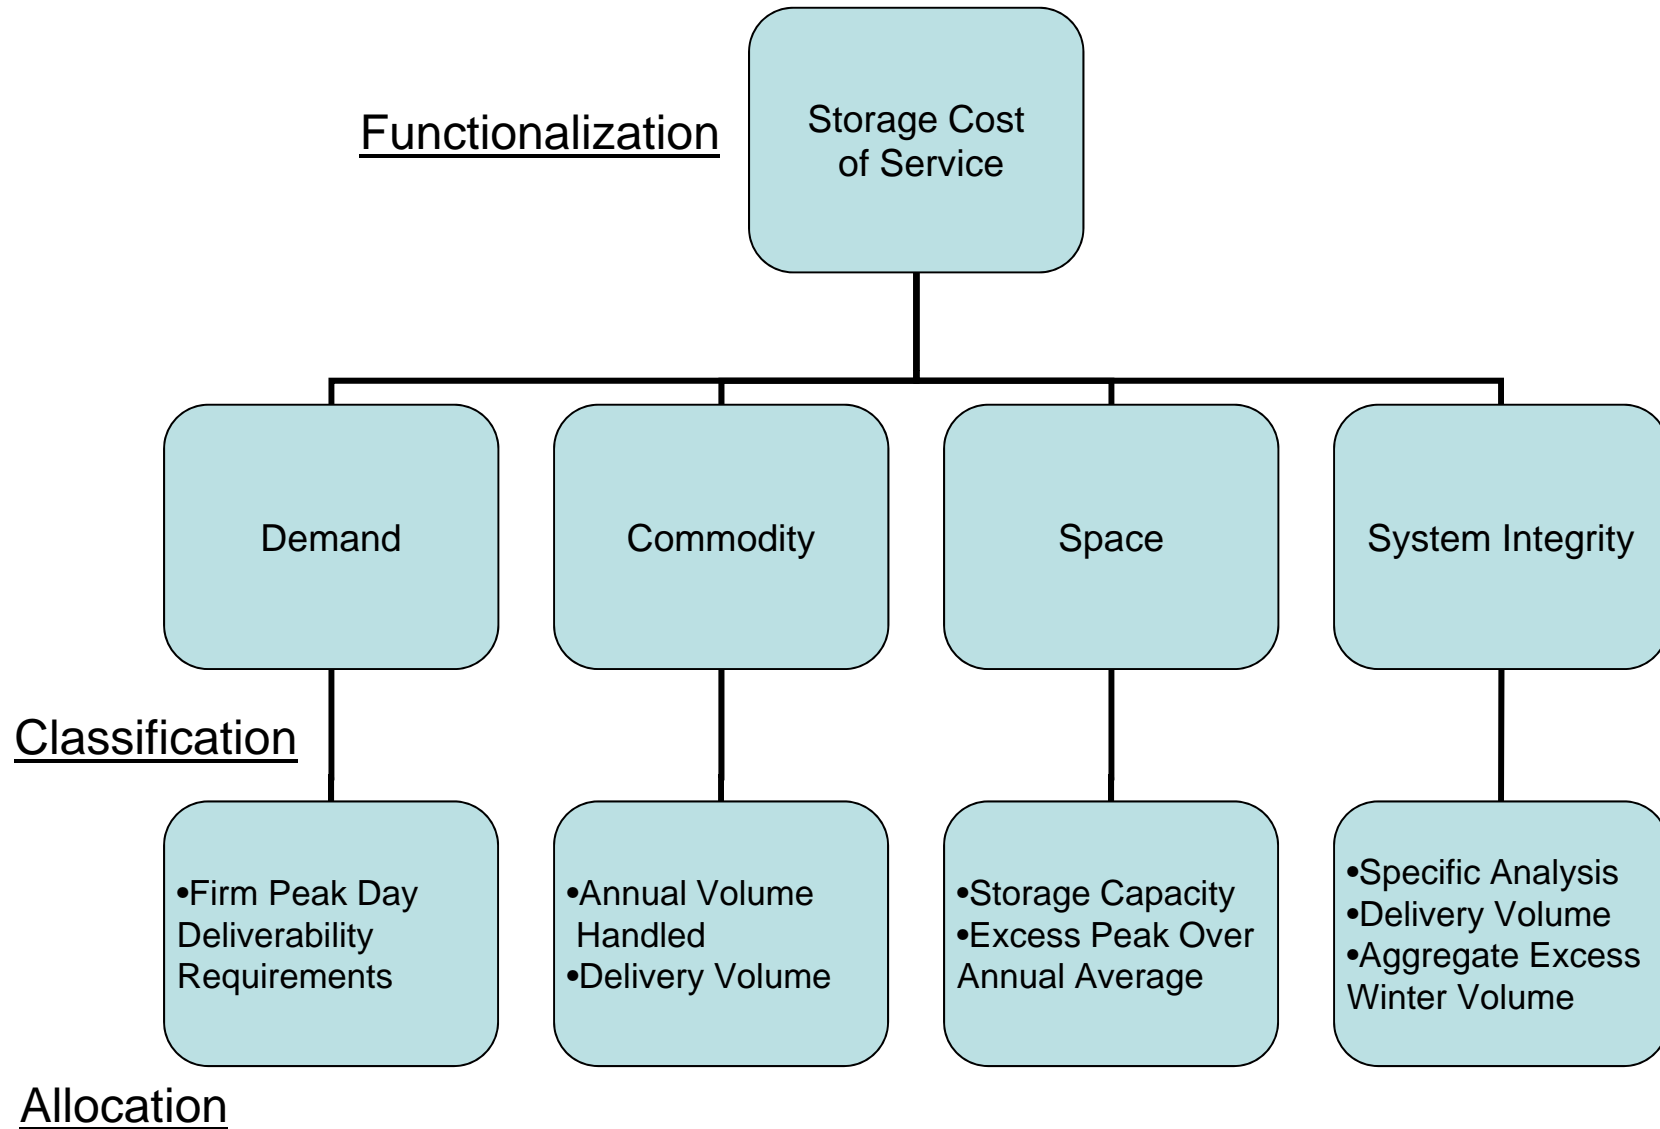 Functionalization
Storage Cost
of Service
Demand
Commodity
Space
System Integrity
Classification
•Firm Peak Day
Deliverability
Requirements
•Annual Volume
Handled
•Delivery Volume
•Storage Capacity
•Excess Peak Over
Annual Average
•Specific Analysis
•Delivery Volume
•Aggregate Excess
Winter Volume
Allocation